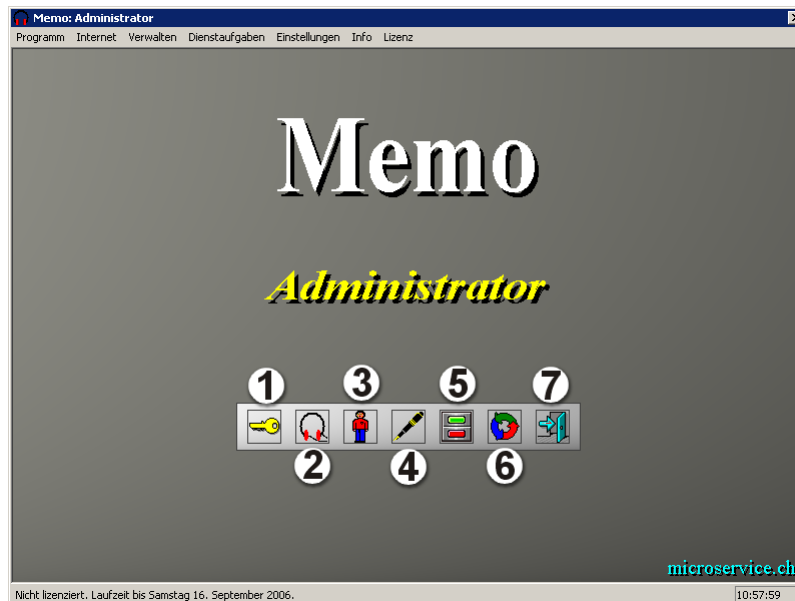 Memo: Administrator
Programm Internet Verwalten Dienstaufgaben Einstellungen Info Lizenz
Memo
Administrator
1 3 5 7
2 4 6
microservice.ch
Nicht lizenziert. Laufzeit bis Samstag 16. September 2006. 10:57:59